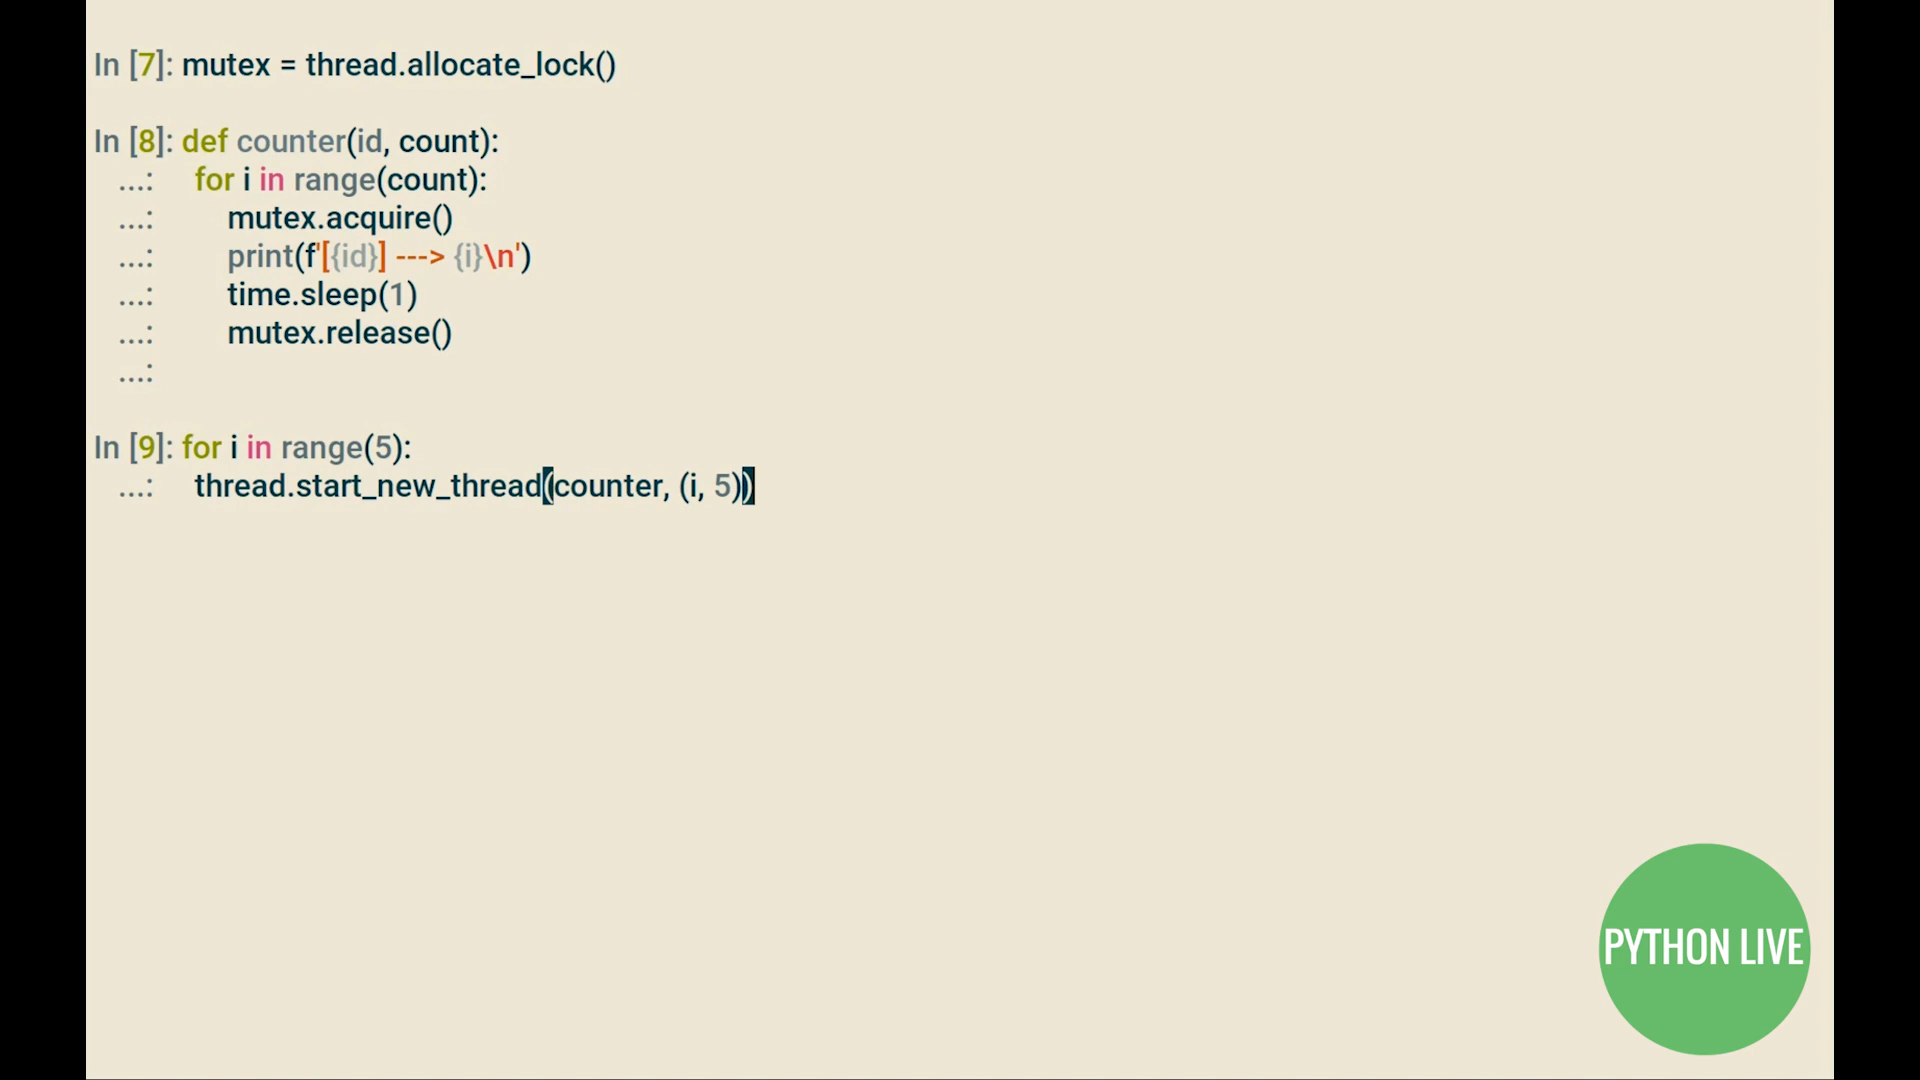 In [7]: mutex = thread.allocate_lock()
In [8]: def counter(id, count):
...: for i in range(count):
...: mutex.acquire()
...: print(f'[{id}] ---> {i}\n')
...: time.sleep(1)
...: mutex.release()
...:
In [9]: for i in range(5):
...: thread.start_new_thread(counter, (i, 5))
PYTHON LIVE